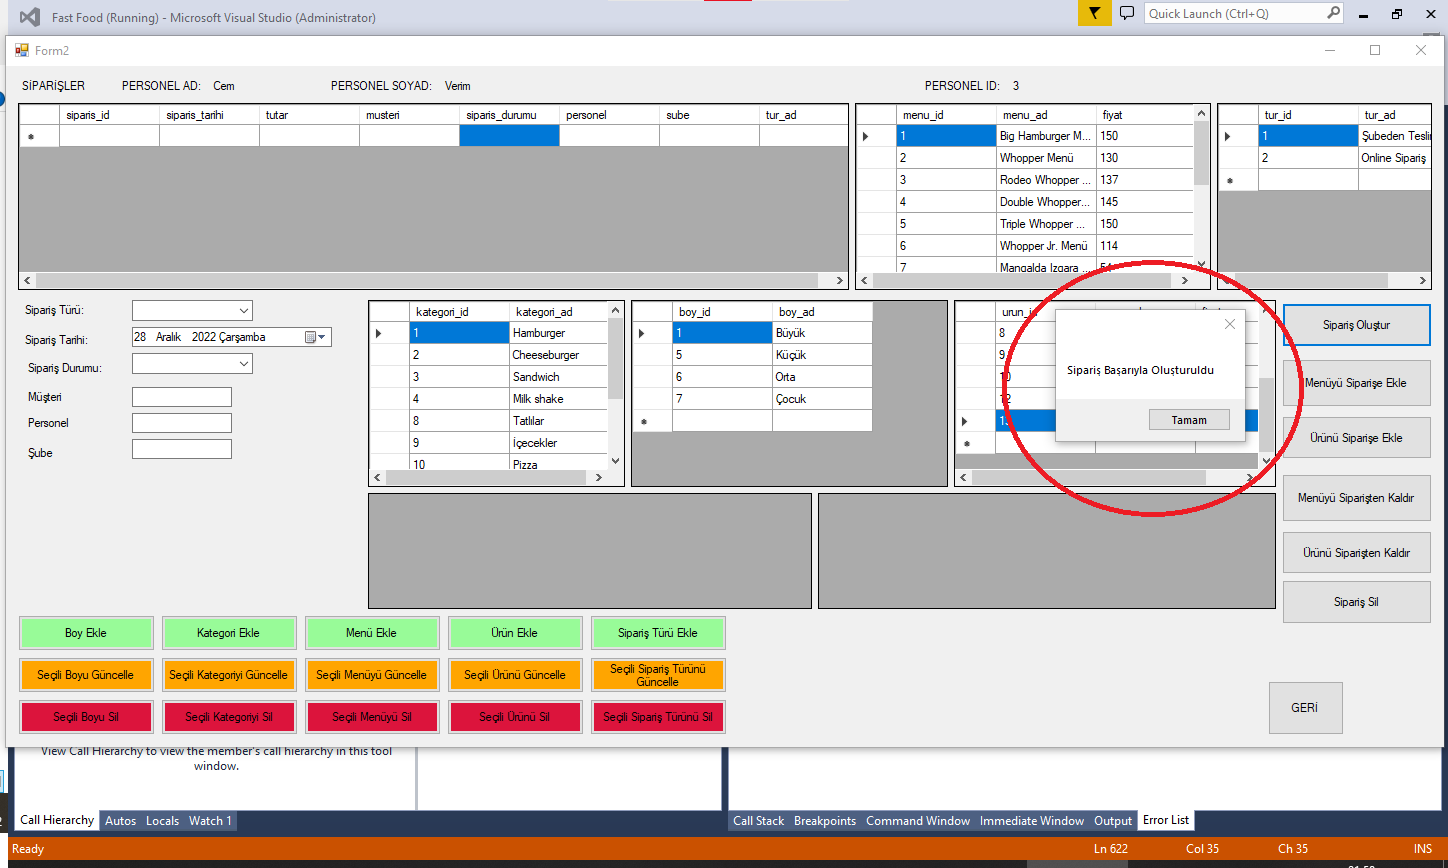 Fast Food (Running) - Microsoft Visual Studio (Administrator)
Quick Launch (Ctrl+Q)
Form2
SİPARİŞLER PERSONEL AD: Cem PERSONEL SOYAD: Verim PERSONEL ID: 3
siparis_id siparis_tarihi tutar musteri siparis_durumu personel sube tur_ad
menu_id menu_ad fiyat
1 Big Hamburger M... 150
2 Whopper Menü 130
3 Rodeo Whopper ... 137
4 Double Whopper... 145
5 Triple Whopper ... 150
6 Whopper Jr. Menü 114
7 Mangalda Izgara ...
tur_id tur_ad
1 Şubeden Teslim
2 Online Sipariş
Sipariş Türü:
Sipariş Tarihi: 28 Aralık 2022 Çarşamba
Sipariş Durumu:
Müşteri
Personel
Şube
kategori_id kategori_ad
1 Hamburger
2 Cheeseburger
3 Sandwich
4 Milk shake
8 Tatlılar
9 İçecekler
10 Pizza
boy_id boy_ad
1 Büyük
5 Küçük
6 Orta
7 Çocuk
urun_i
8
9
10
12
Sipariş Başarıyla Oluşturuldu
Tamam
Sipariş Oluştur
Menüyü Siparişe Ekle
Ürünü Siparişe Ekle
Menüyü Siparişten Kaldır
Ürünü Siparişten Kaldır
Sipariş Sil
Boy Ekle Kategori Ekle Menü Ekle Ürün Ekle Sipariş Türü Ekle
Seçili Boyu Güncelle Seçili Kategoriyi Güncelle Seçili Menüyü Güncelle Seçili Ürünü Güncelle Seçili Sipariş Türünü
Güncelle
Seçili Boyu Sil Seçili Kategoriyi Sil Seçili Menüyü Sil Seçili Ürünü Sil Seçili Sipariş Türünü Sil
GERİ
View Call Hierarchy to view the member's call hierarchy in this tool
window.
Call Hierarchy Autos Locals Watch 1
Call Stack Breakpoints Command Window Immediate Window Output Error List
Ready Ln 622 Col 35 Ch 35 INS